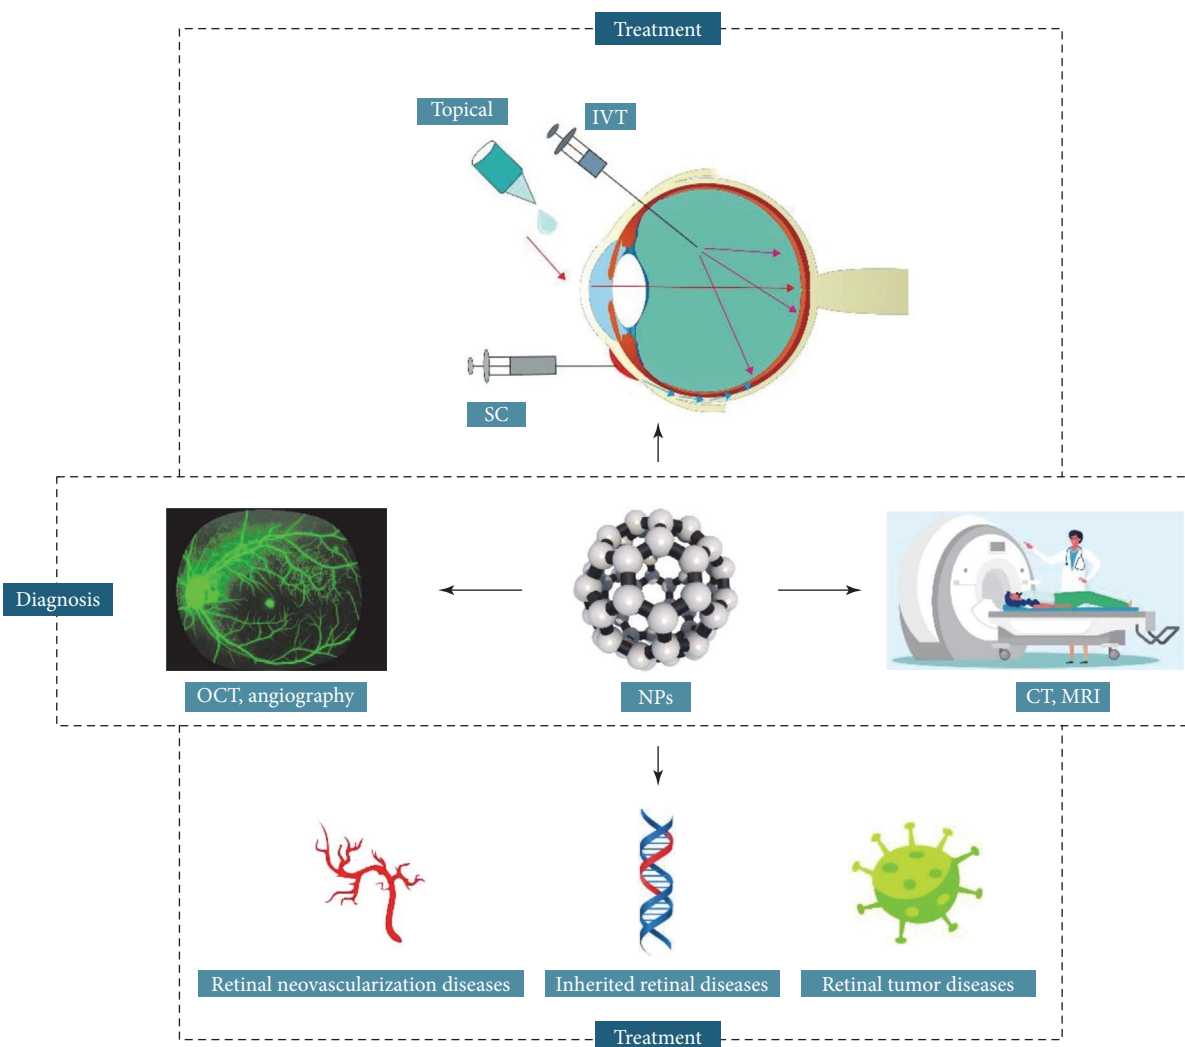 Treatment
Topical
IVT
SC
Diagnosis
OCT, angiography
NPs
CT, MRI
Retinal neovascularization diseases
Inherited retinal diseases
Retinal tumor diseases
Treatment